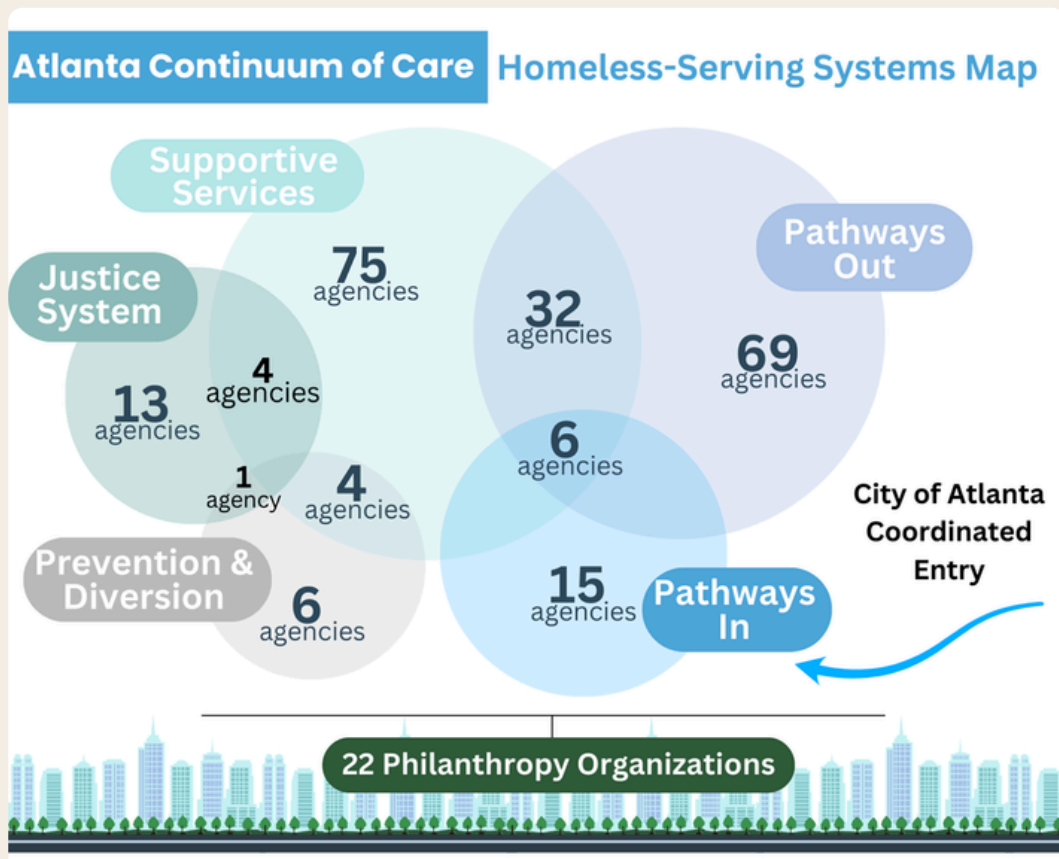 Atlanta Continuum of Care Homeless-Serving Systems Map
Supportive
Services
75
agencies
Pathways
Out
32
agencies
69
agencies
Justice
System
4
agencies
13
agencies
6
agencies
1
agency
4
agencies
City of Atlanta
Coordinated
Entry
Prevention &
Diversion
6
agencies
15
agencies
Pathways
In
22 Philanthropy Organizations